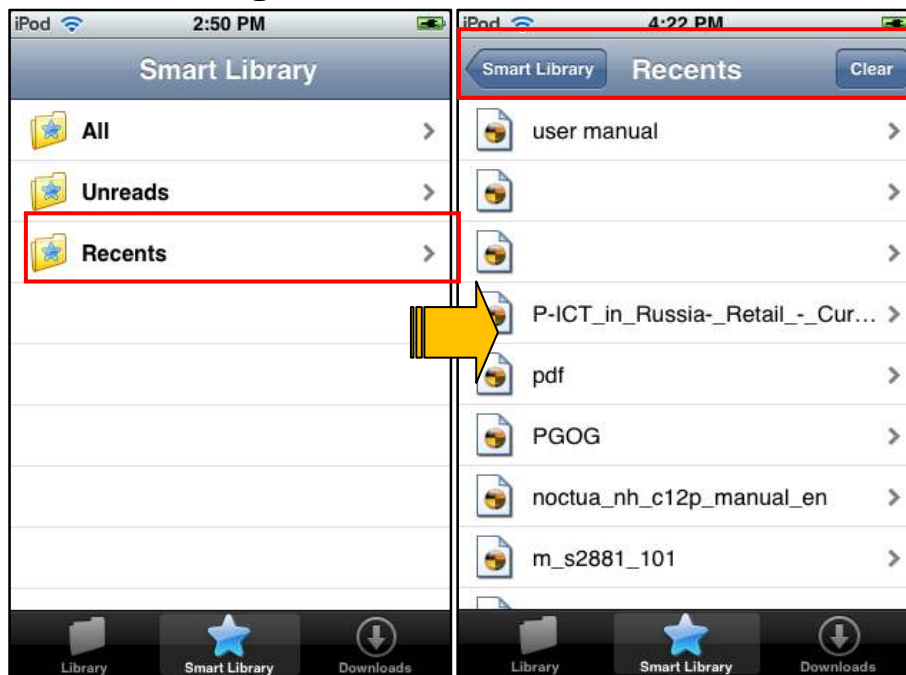 iPod 2:50 PM
Smart Library
All
Unreads
Recents
Library Smart Library Downloads
iPod 4:22 PM
Smart Library Recents Clear
user manual
P-ICT_in_Russia-_Retail_-_Cur...
pdf
PGOG
noctua_nh_c12p_manual_en
m_s2881_101
Library Smart Library Downloads